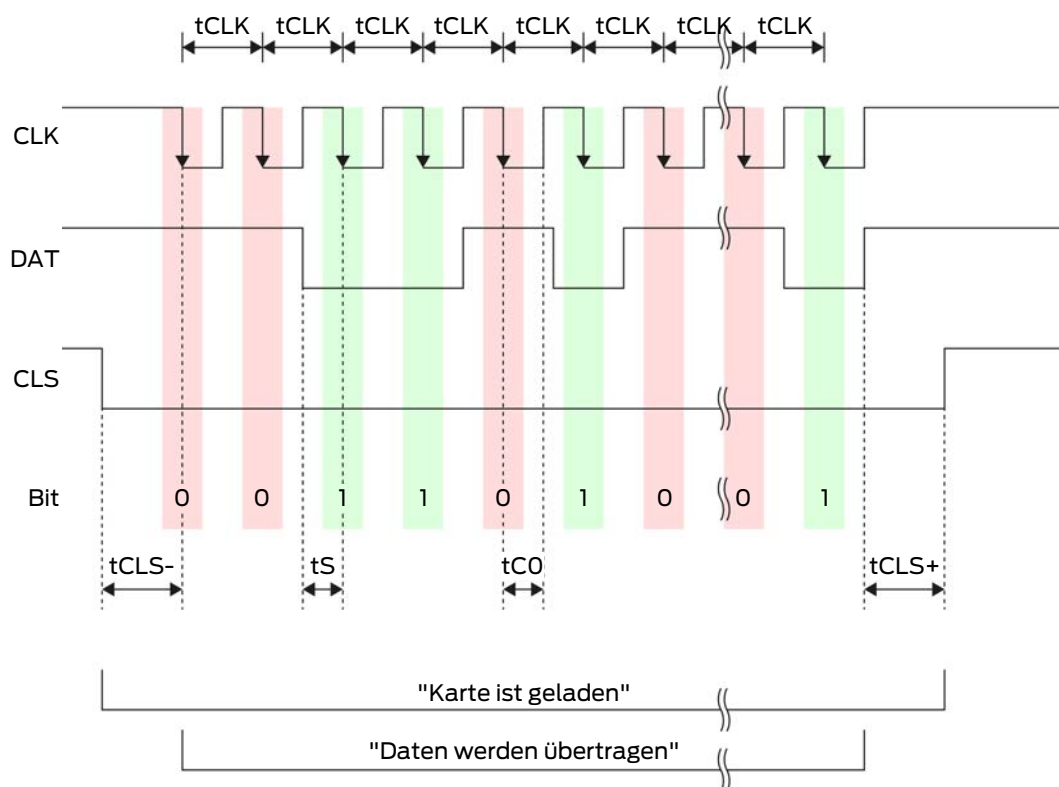 tCLK tCLK tCLK tCLK tCLK tCLK tCLK tCLK
CLK
DAT
CLS
Bit 0 0 1 1 0 1 0 0 1
tCLS- tS tC0 tCLS+
"Karte ist geladen"
"Daten werden übertragen"